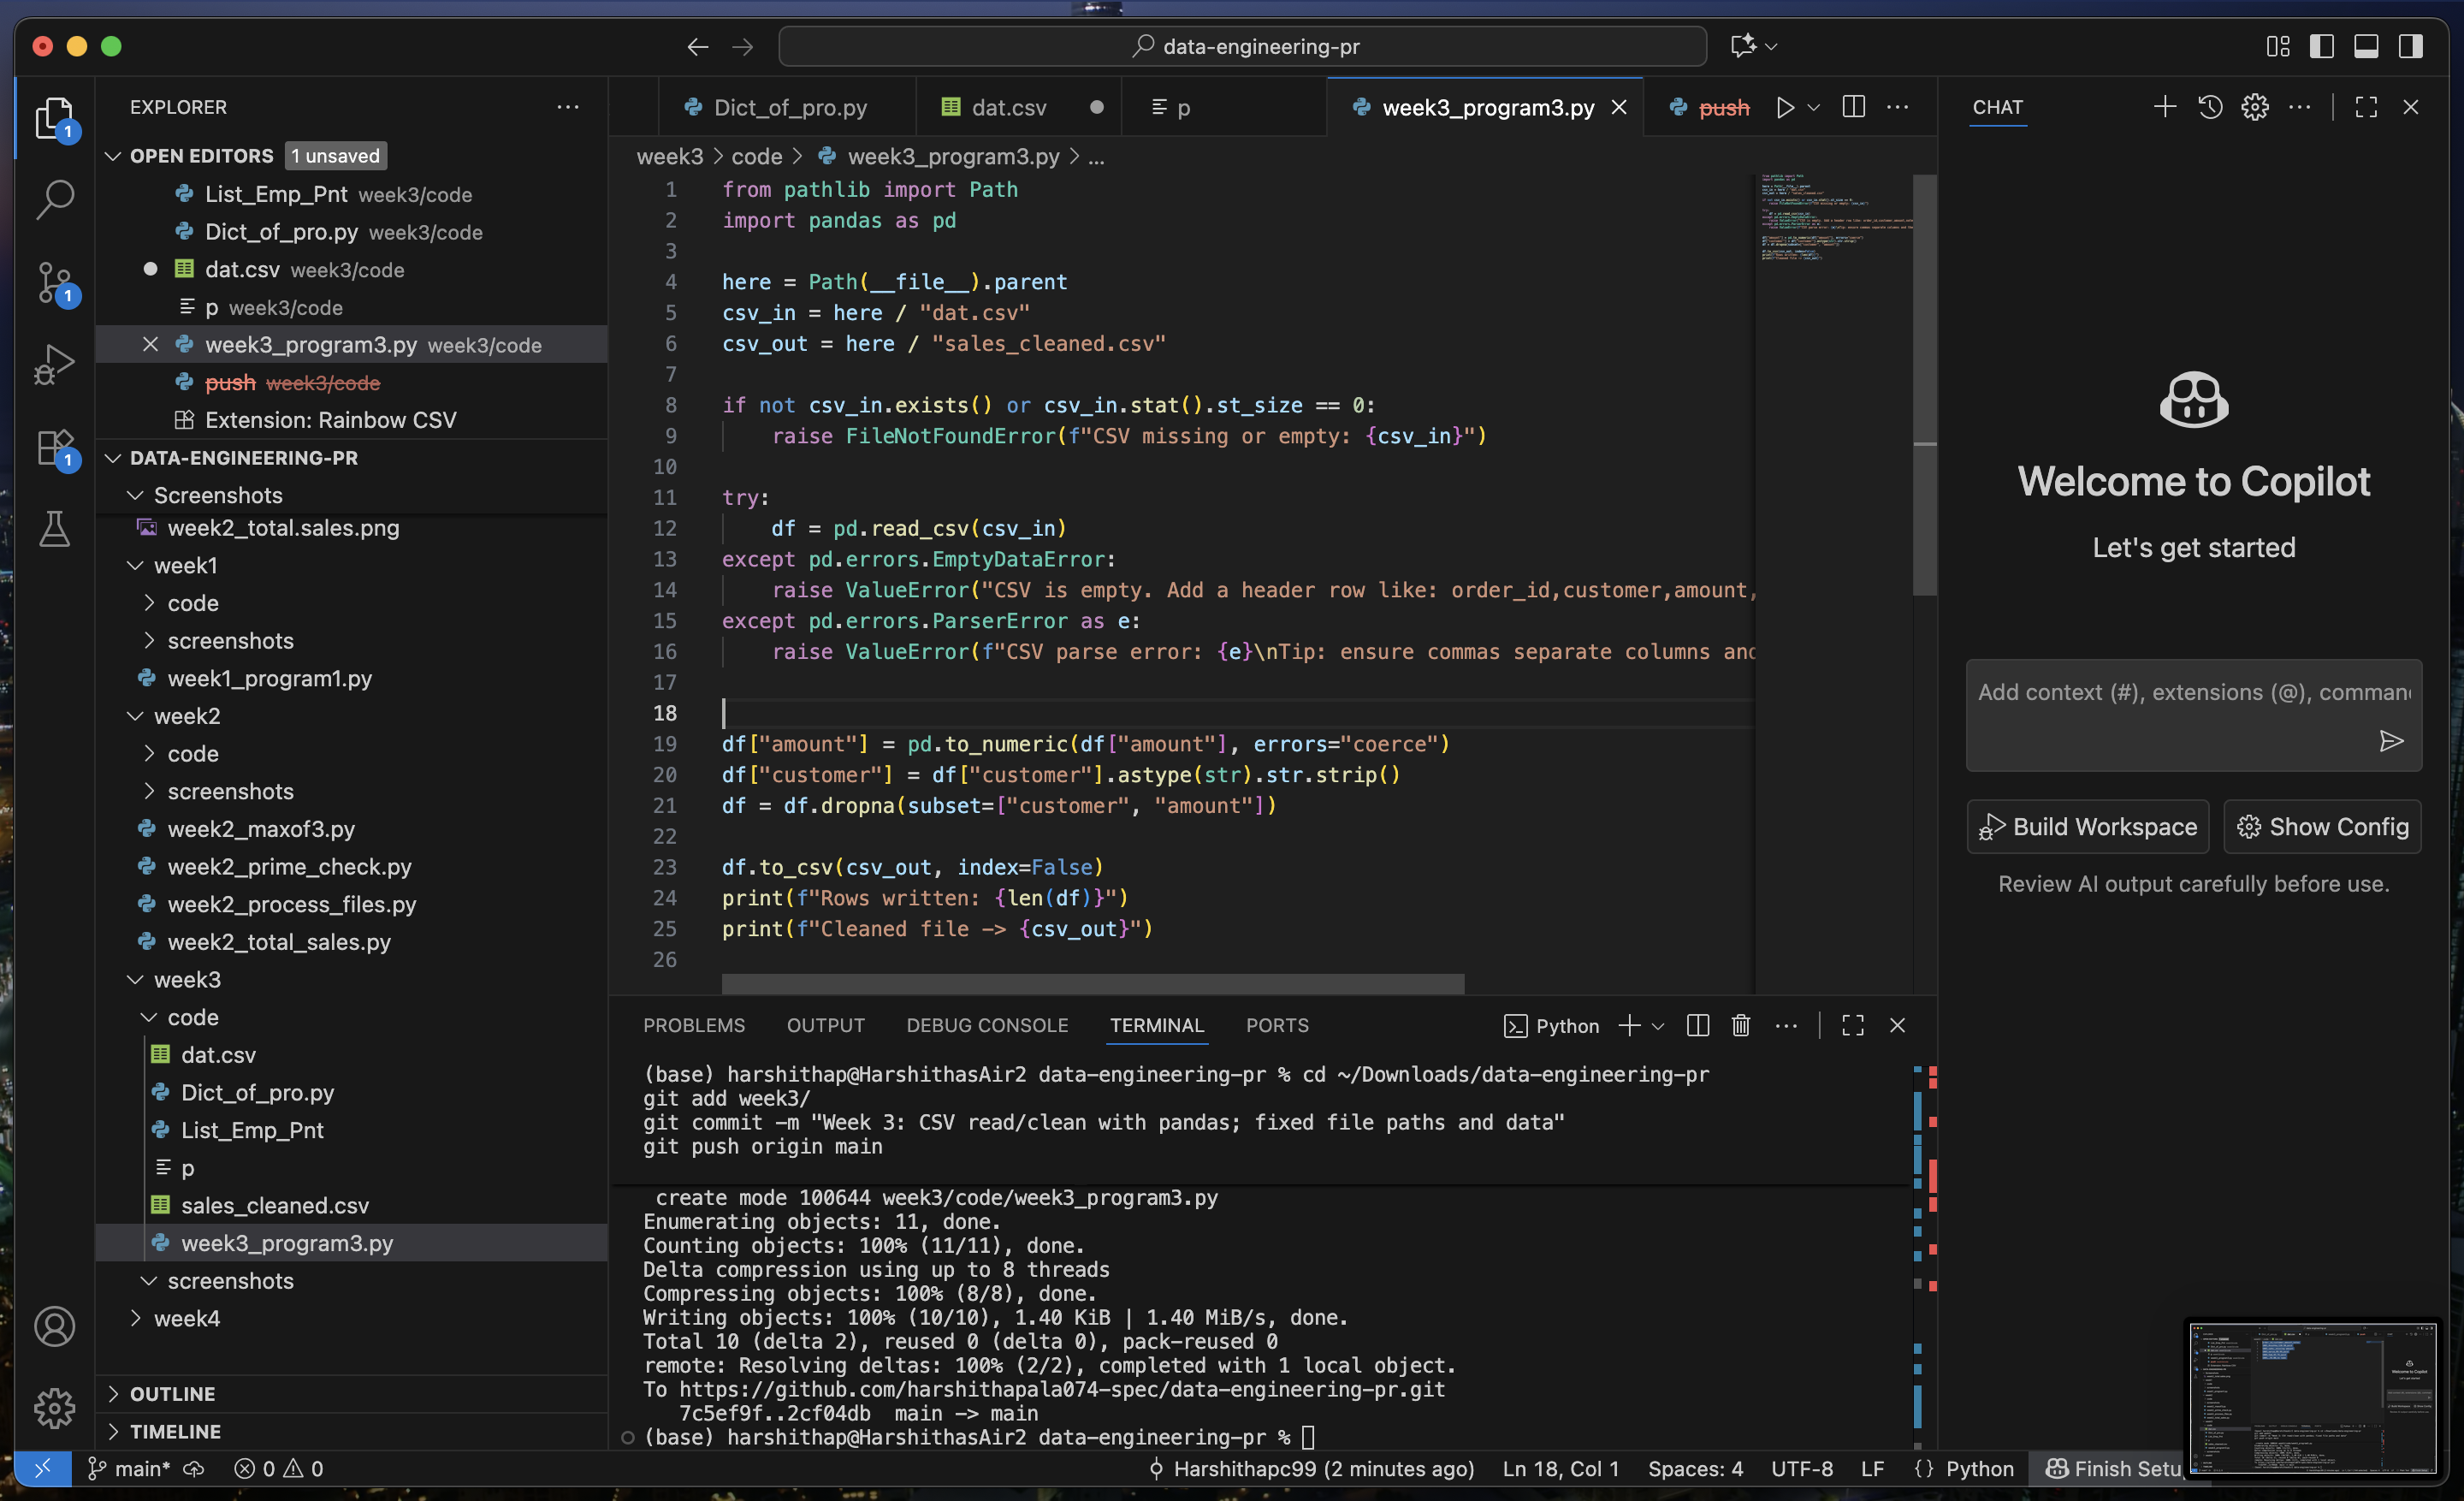 data-engineering-pr
EXPLORER
OPEN EDITORS 1 unsaved
List_Emp_Pnt week3/code
Dict_of_pro.py week3/code
dat.csv week3/code
p week3/code
week3_program3.py week3/code
push week3/code
Extension: Rainbow CSV
DATA-ENGINEERING-PR
Screenshots
week2_total.sales.png
week1
code
screenshots
week1_program1.py
week2
code
screenshots
week2_maxof3.py
week2_prime_check.py
week2_process_files.py
week2_total_sales.py
week3
code
dat.csv
Dict_of_pro.py
List_Emp_Pnt
p
sales_cleaned.csv
week3_program3.py
screenshots
week4
OUTLINE
TIMELINE
1
1
1
Dict_of_pro.py dat.csv p week3_program3.py push
week3 > code > week3_program3.py > ...
1 from pathlib import Path
2 import pandas as pd
3
4 here = Path(__file__).parent
5 csv_in = here / "dat.csv"
6 csv_out = here / "sales_cleaned.csv"
7
8 if not csv_in.exists() or csv_in.stat().st_size == 0:
9     raise FileNotFoundError(f"CSV missing or empty: {csv_in}")
10
11 try:
12     df = pd.read_csv(csv_in)
13 except pd.errors.EmptyDataError:
14     raise ValueError("CSV is empty. Add a header row like: order_id,customer,amount,
15 except pd.errors.ParserError as e:
16     raise ValueError(f"CSV parse error: {e}\nTip: ensure commas separate columns and
17
18
19 df["amount"] = pd.to_numeric(df["amount"], errors="coerce")
20 df["customer"] = df["customer"].astype(str).str.strip()
21 df = df.dropna(subset=["customer", "amount"])
22
23 df.to_csv(csv_out, index=False)
24 print(f"Rows written: {len(df)}")
25 print(f"Cleaned file -> {csv_out}")
26
PROBLEMS OUTPUT DEBUG CONSOLE TERMINAL PORTS Python
(base) harshithap@HarshithasAir2 data-engineering-pr % cd ~/Downloads/data-engineering-pr
git add week3/
git commit -m "Week 3: CSV read/clean with pandas; fixed file paths and data"
git push origin main
create mode 100644 week3/code/week3_program3.py
Enumerating objects: 11, done.
Counting objects: 100% (11/11), done.
Delta compression using up to 8 threads
Compressing objects: 100% (8/8), done.
Writing objects: 100% (10/10), 1.40 KiB | 1.40 MiB/s, done.
Total 10 (delta 2), reused 0 (delta 0), pack-reused 0
remote: Resolving deltas: 100% (2/2), completed with 1 local object.
To https://github.com/harshithapala074-spec/data-engineering-pr.git
7c5ef9f..2cf04db main -> main
(base) harshithap@HarshithasAir2 data-engineering-pr %
CHAT
Welcome to Copilot
Let's get started
Add context (#), extensions (@), comman
Build Workspace Show Config
Review AI output carefully before use.
main* 0 0 Harshithapc99 (2 minutes ago) Ln 18, Col 1 Spaces: 4 UTF-8 LF {} Python Finish Setu